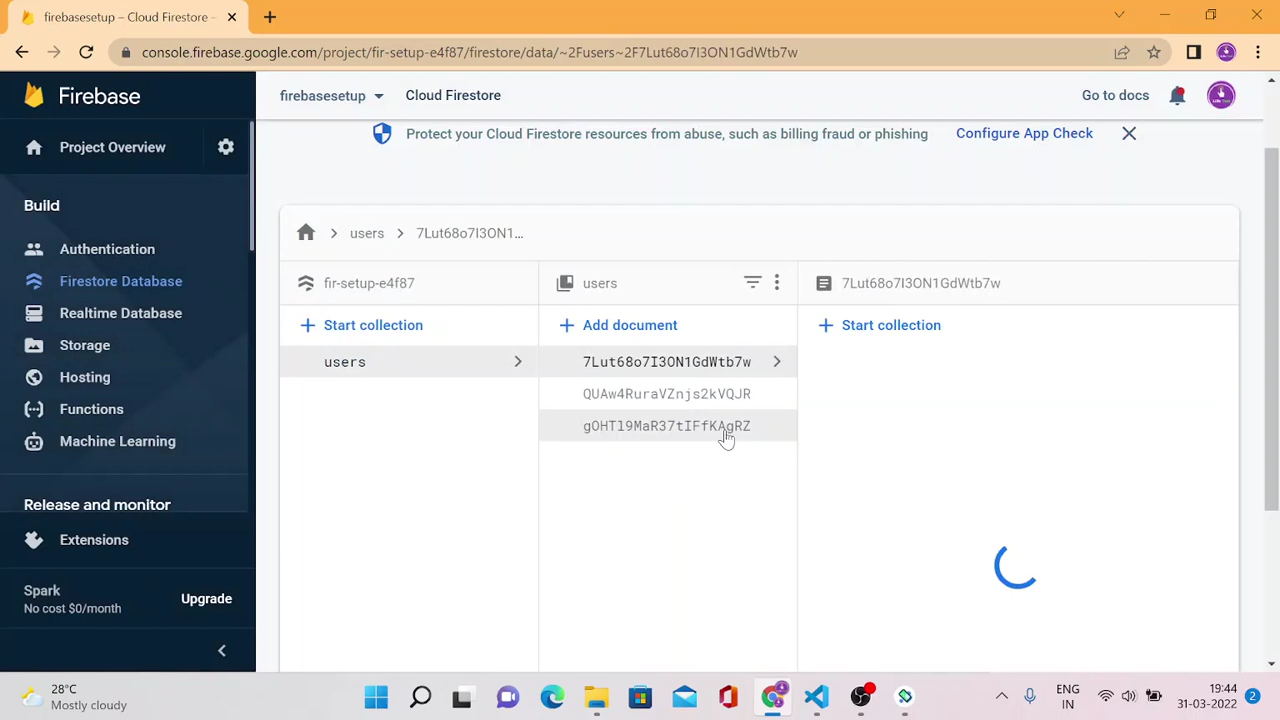 firebasesetup – Cloud Firestore –
console.firebase.google.com/project/fir-setup-e4f87/firestore/data/~2Fusers~2F7Lut68o7I3ON1GdWtb7w
Firebase
firebasesetup
Cloud Firestore
Go to docs
Protect your Cloud Firestore resources from abuse, such as billing fraud or phishing
Configure App Check
Project Overview
Build
Authentication
Firestore Database
Realtime Database
Storage
Hosting
Functions
Machine Learning
Release and monitor
Extensions
Spark
No cost $0/month
Upgrade
users
7Lut68o7I3ON1...
fir-setup-e4f87
users
7Lut68o7I3ON1GdWtb7w
Start collection
Add document
Start collection
users
7Lut68o7I3ON1GdWtb7w
QUAw4RuraVZnjs2kVQJR
gOHTl9MaR37tIFfKAgRZ
28°C
Mostly cloudy
ENG
IN
19:44
31-03-2022
2